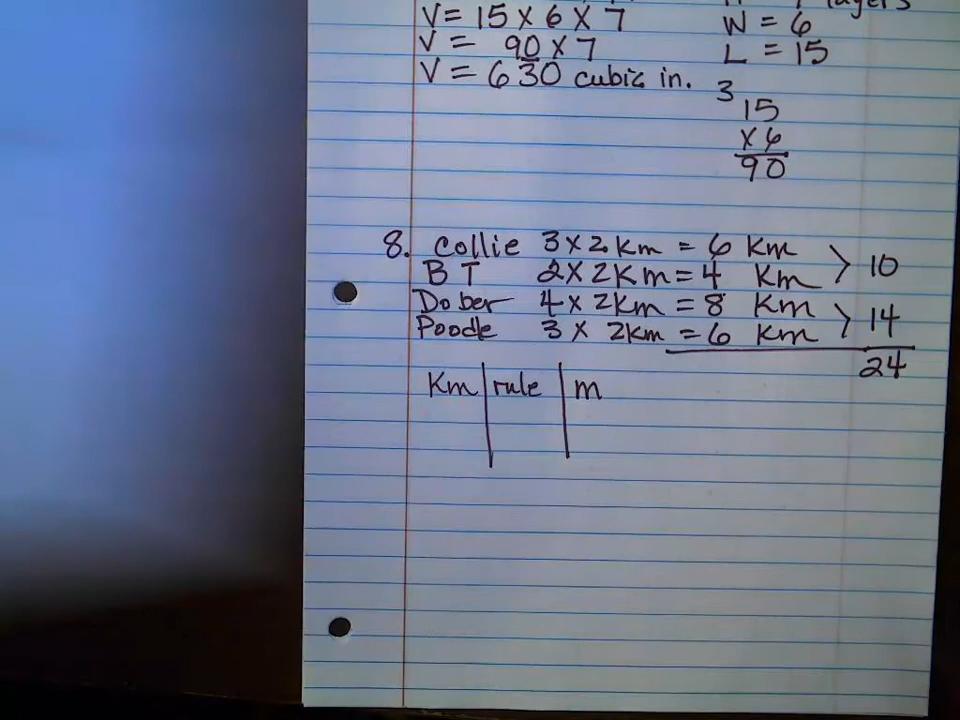 layers
V = 15 x 6 x 7 W = 6
V = 90 x 7 L = 15
V = 630 cubic in.
3
15
x 6
90
8. Collie 3 x 2 km = 6 km > 10
BT 2 x 2 km = 4 km
Dober 4 x 2 km = 8 km > 14
Poodle 3 x 2 km = 6 km
24
Km | rule | m